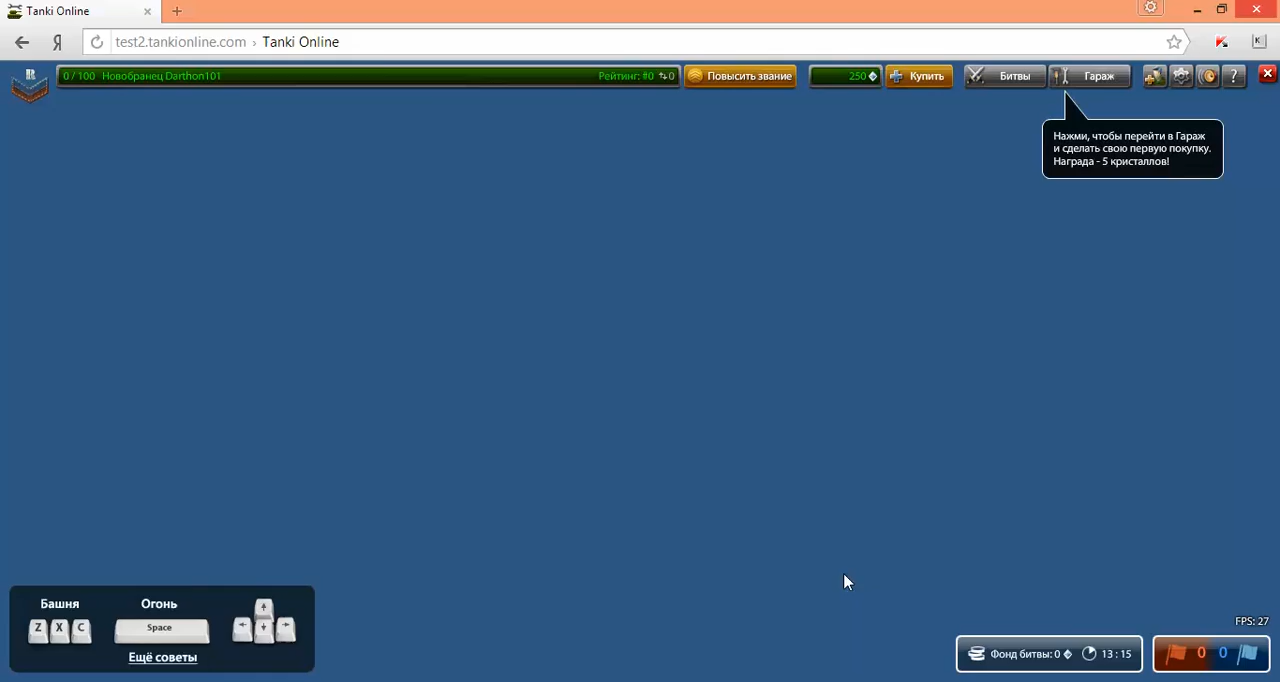 Tanki Online
Я test2.tankionline.com › Tanki Online
0 / 100 Новобранец Darthon101 Рейтинг: #0 0 Повысить звание 250 Купить Битвы Гараж ?
Нажми, чтобы перейти в Гараж
и сделать свою первую покупку.
Награда - 5 кристаллов!
Башня Огонь
Z X C Space
Ещё советы
FPS: 27
Фонд битвы: 0 13 : 15 0 0